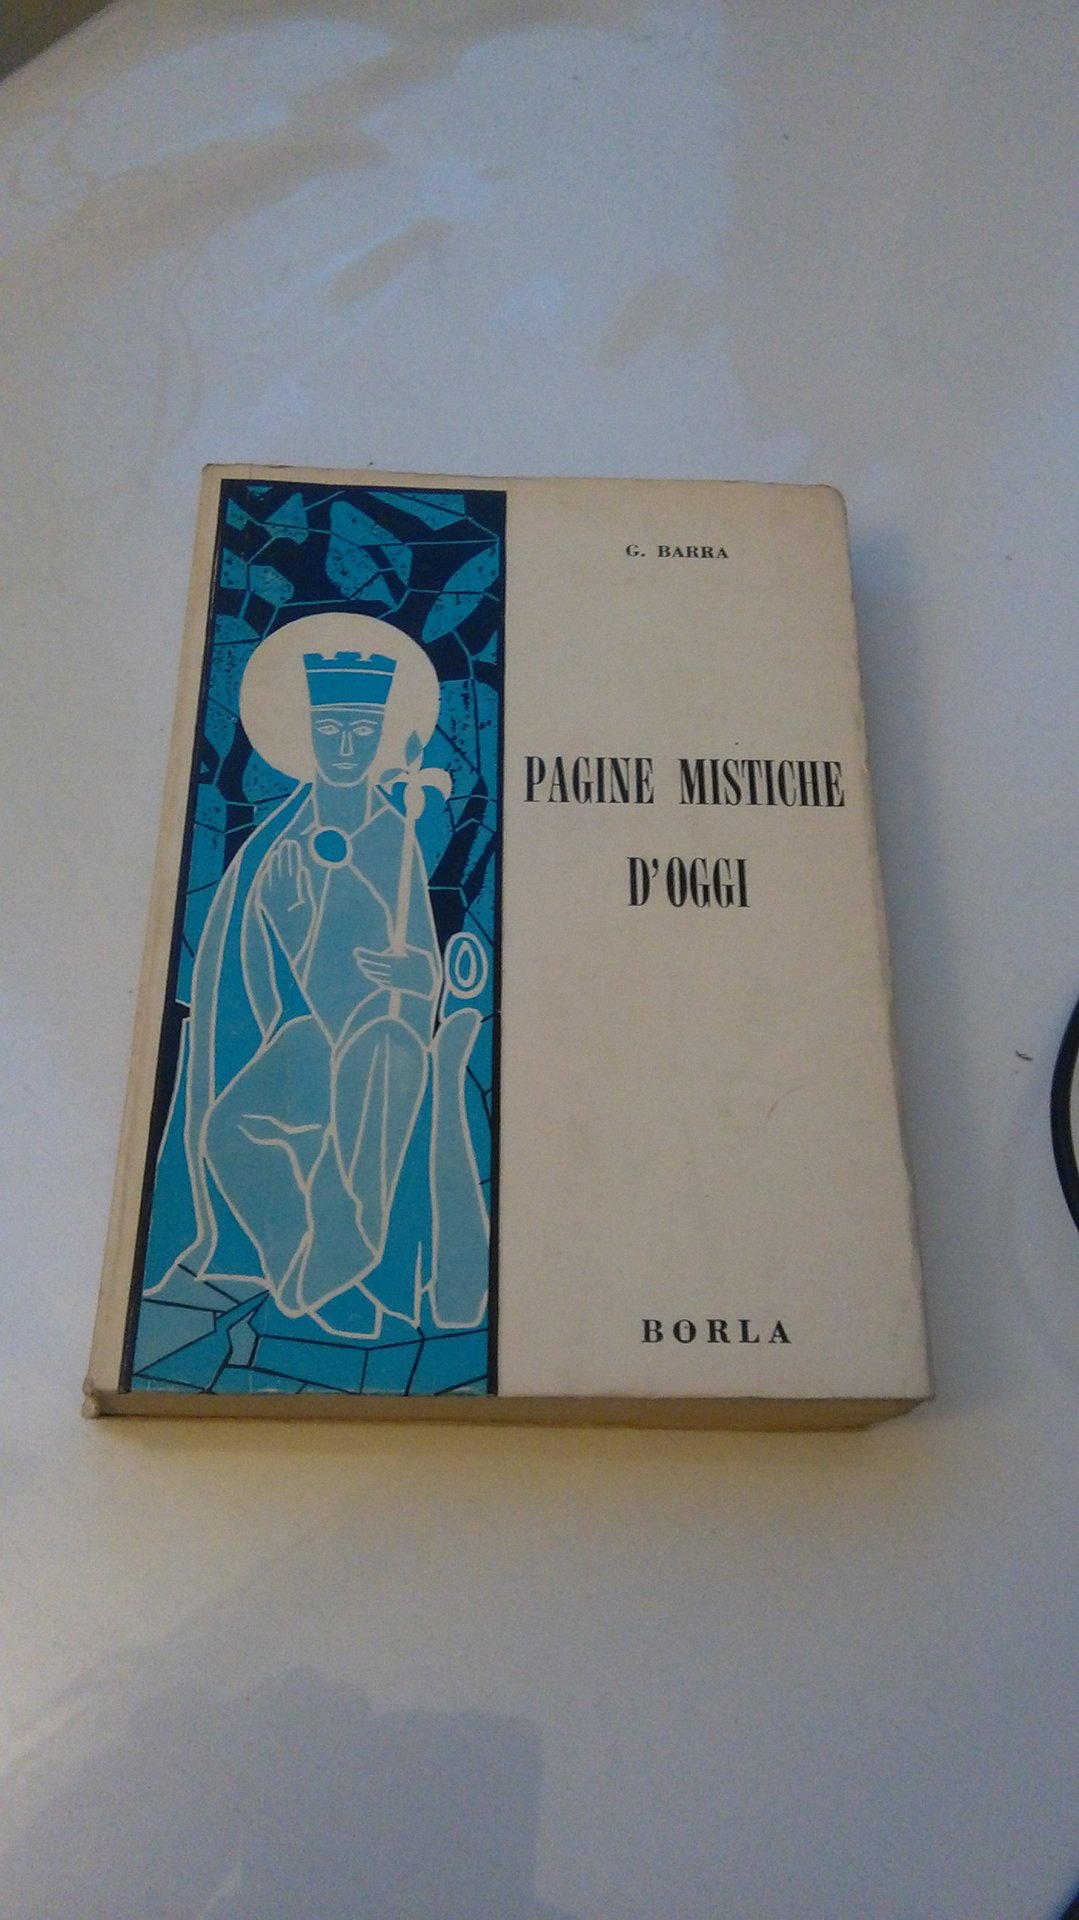 G. BARRA
PAGINE MISTICHE
D'OGGI
BORLA